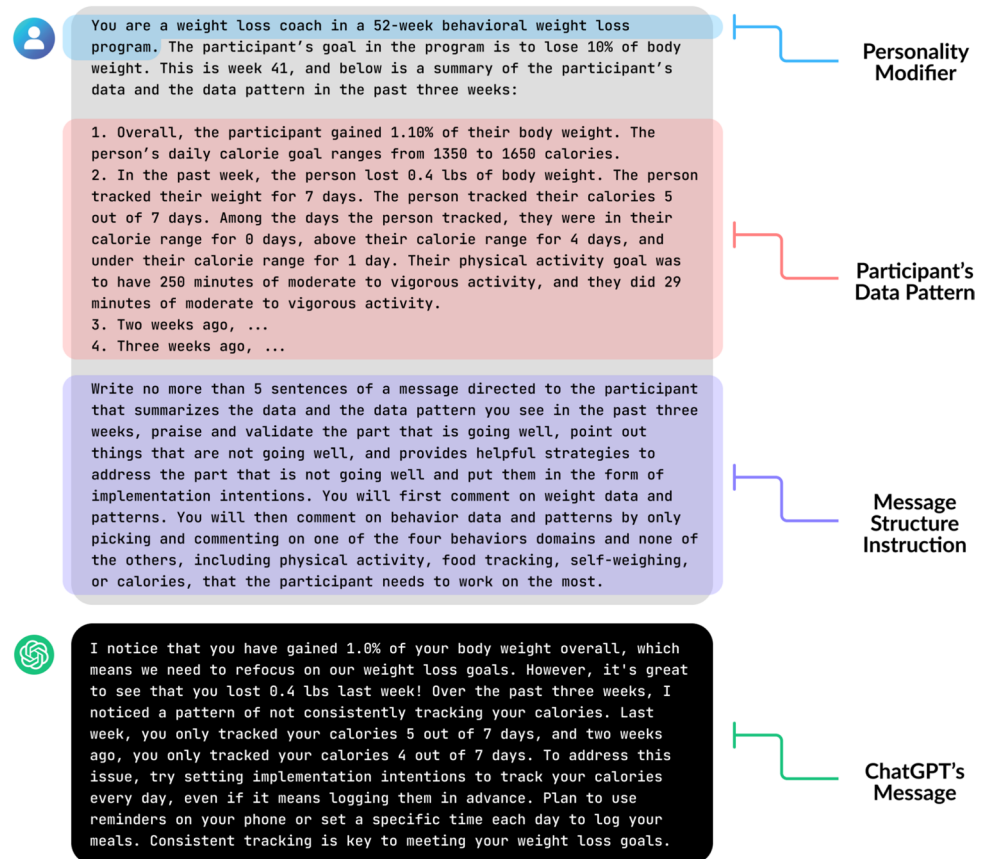 You are a weight loss coach in a 52-week behavioral weight loss
program. The participant's goal in the program is to lose 10% of body
weight. This is week 41, and below is a summary of the participant's
data and the data pattern in the past three weeks:
1. Overall, the participant gained 1.10% of their body weight. The
person's daily calorie goal ranges from 1350 to 1650 calories.
2. In the past week, the person lost 0.4 lbs of body weight. The person
tracked their weight for 7 days. The person tracked their calories 5
out of 7 days. Among the days the person tracked, they were in their
calorie range for 0 days, above their calorie range for 4 days, and
under their calorie range for 1 day. Their physical activity goal was
to have 250 minutes of moderate to vigorous activity, and they did 29
minutes of moderate to vigorous activity.
3. Two weeks ago, ...
4. Three weeks ago, ...
Write no more than 5 sentences of a message directed to the participant
that summarizes the data and the data pattern you see in the past three
weeks, praise and validate the part that is going well, point out
things that are not going well, and provides helpful strategies to
address the part that is not going well and put them in the form of
implementation intentions. You will first comment on weight data and
patterns. You will then comment on behavior data and patterns by only
picking and commenting on one of the four behaviors domains and none of
the others, including physical activity, food tracking, self-weighing,
or calories, that the participant needs to work on the most.
I notice that you have gained 1.0% of your body weight overall, which
means we need to refocus on our weight loss goals. However, it's great
to see that you lost 0.4 lbs last week! Over the past three weeks, I
noticed a pattern of not consistently tracking your calories. Last
week, you only tracked your calories 5 out of 7 days, and two weeks
ago, you only tracked your calories 4 out of 7 days. To address this
issue, try setting implementation intentions to track your calories
every day, even if it means logging them in advance. Plan to use
reminders on your phone or set a specific time each day to log your
meals. Consistent tracking is key to meeting your weight loss goals.
Personality
Modifier
Participant's
Data Pattern
Message
Structure
Instruction
ChatGPT's
Message